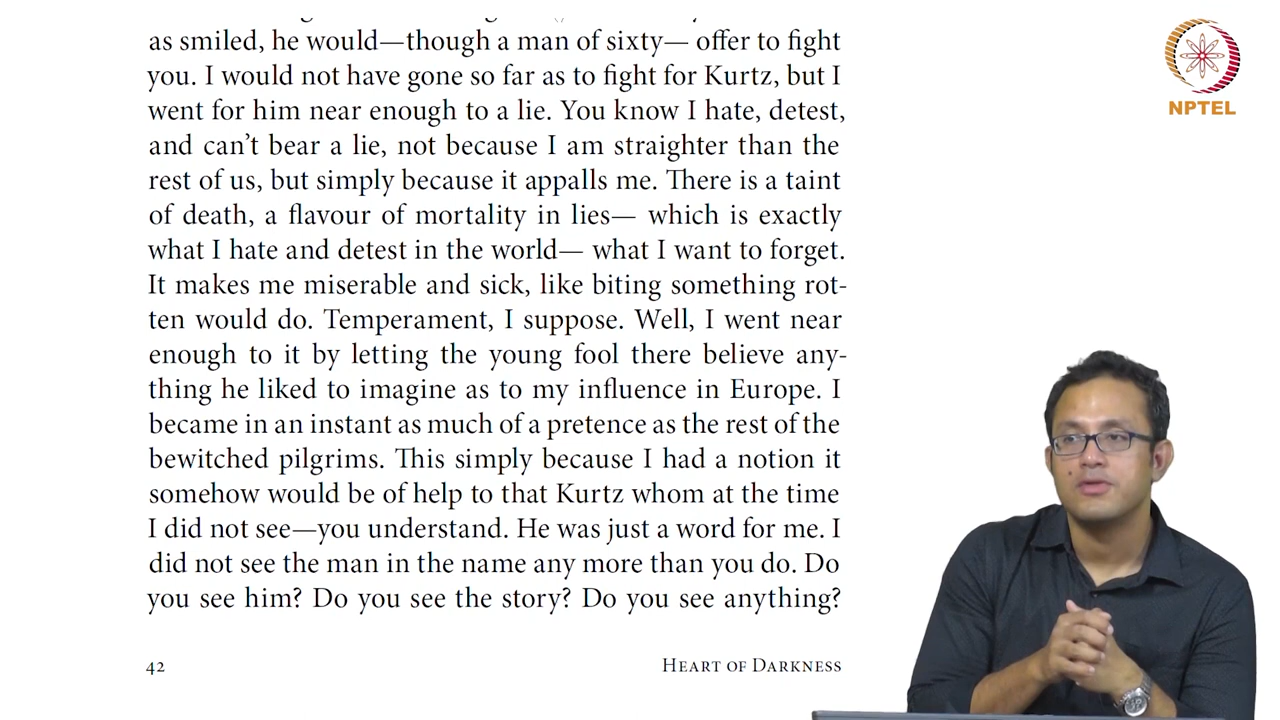 as smiled, he would—though a man of sixty— offer to fight
you. I would not have gone so far as to fight for Kurtz, but I
went for him near enough to a lie. You know I hate, detest,
and can’t bear a lie, not because I am straighter than the
rest of us, but simply because it appalls me. There is a taint
of death, a flavour of mortality in lies— which is exactly
what I hate and detest in the world— what I want to forget.
It makes me miserable and sick, like biting something rot-
ten would do. Temperament, I suppose. Well, I went near
enough to it by letting the young fool there believe any-
thing he liked to imagine as to my influence in Europe. I
became in an instant as much of a pretence as the rest of the
bewitched pilgrims. This simply because I had a notion it
somehow would be of help to that Kurtz whom at the time
I did not see—you understand. He was just a word for me. I
did not see the man in the name any more than you do. Do
you see him? Do you see the story? Do you see anything?
42
HEART OF DARKNESS
NPTEL